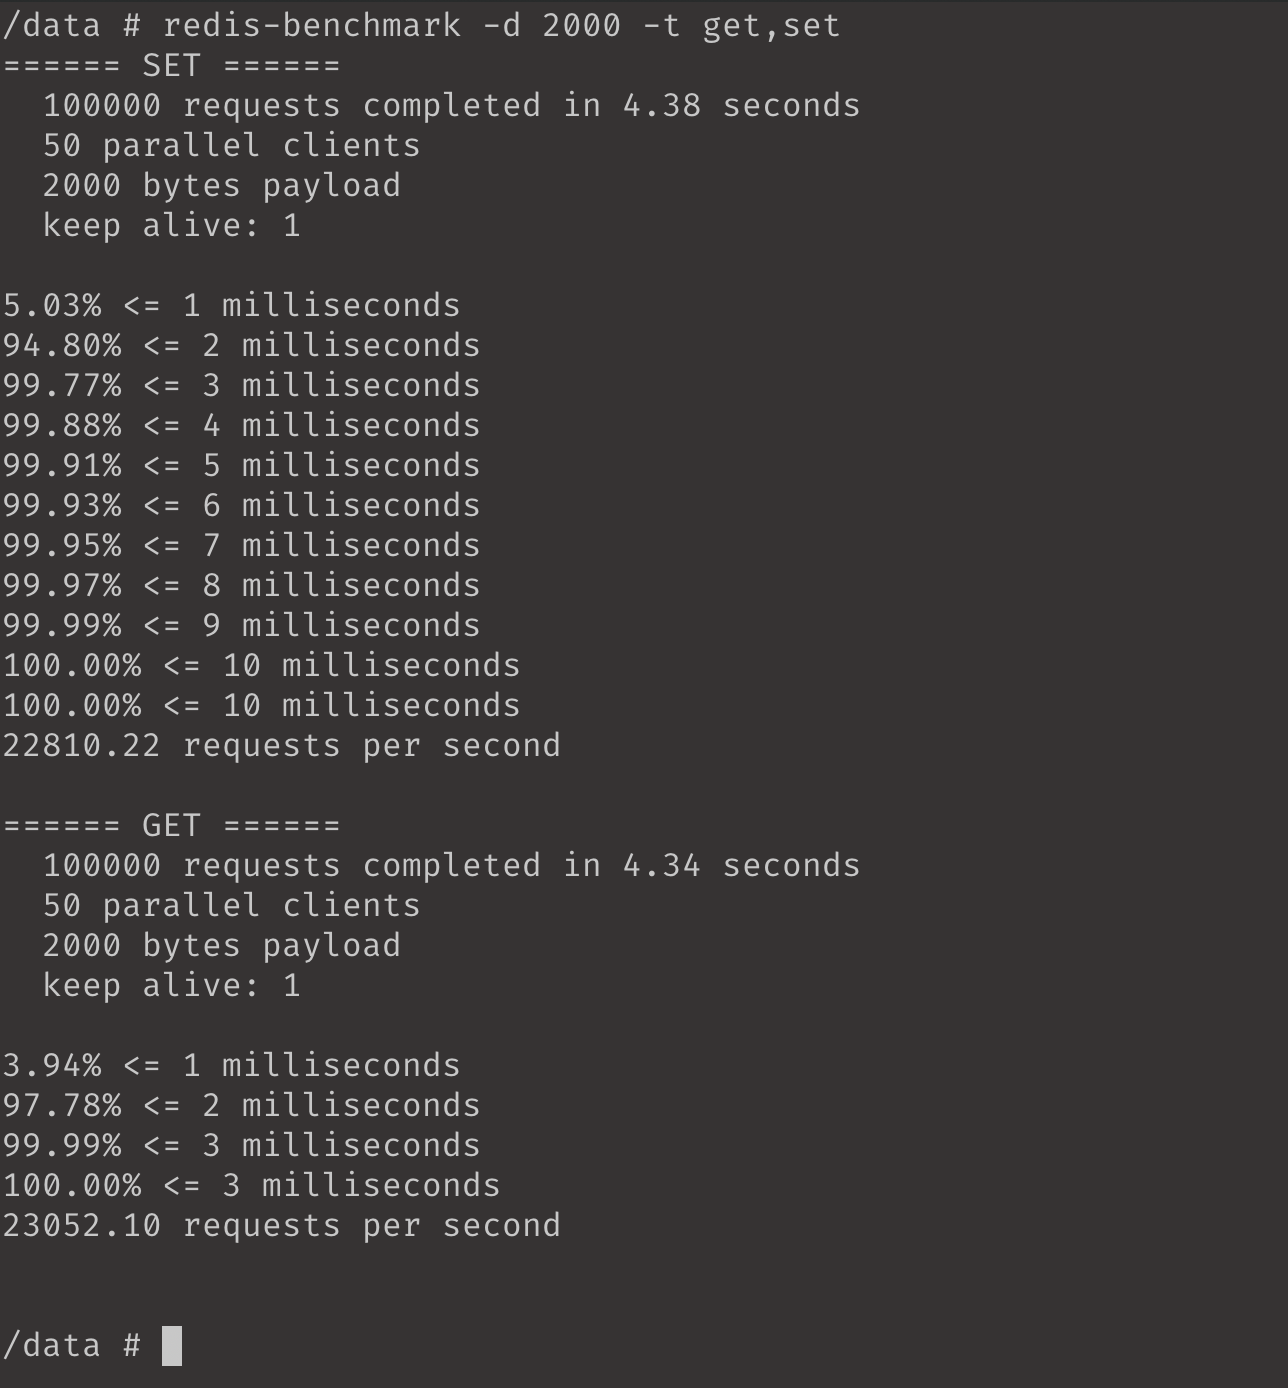 /data # redis-benchmark -d 2000 -t get,set
====== SET ======
  100000 requests completed in 4.38 seconds
  50 parallel clients
  2000 bytes payload
  keep alive: 1

5.03% <= 1 milliseconds
94.80% <= 2 milliseconds
99.77% <= 3 milliseconds
99.88% <= 4 milliseconds
99.91% <= 5 milliseconds
99.93% <= 6 milliseconds
99.95% <= 7 milliseconds
99.97% <= 8 milliseconds
99.99% <= 9 milliseconds
100.00% <= 10 milliseconds
100.00% <= 10 milliseconds
22810.22 requests per second

====== GET ======
  100000 requests completed in 4.34 seconds
  50 parallel clients
  2000 bytes payload
  keep alive: 1

3.94% <= 1 milliseconds
97.78% <= 2 milliseconds
99.99% <= 3 milliseconds
100.00% <= 3 milliseconds
23052.10 requests per second

/data #